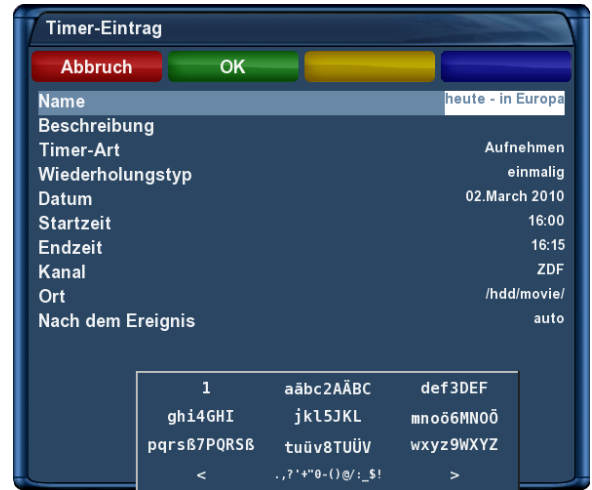 Timer-Eintrag
Abbruch OK
Name heute - in Europa
Beschreibung
Timer-Art Aufnehmen
Wiederholungstyp einmalig
Datum 02.March 2010
Startzeit 16:00
Endzeit 16:15
Kanal ZDF
Ort /hdd/movie/
Nach dem Ereignis auto
1 aäbc2AÄBC def3DEF
ghi4GHI jkl5JKL mnoö6MNOÖ
pqrsß7PQRSß tuüv8TUÜV wxyz9WXYZ
< .,?'+"0-()@/:_$! >